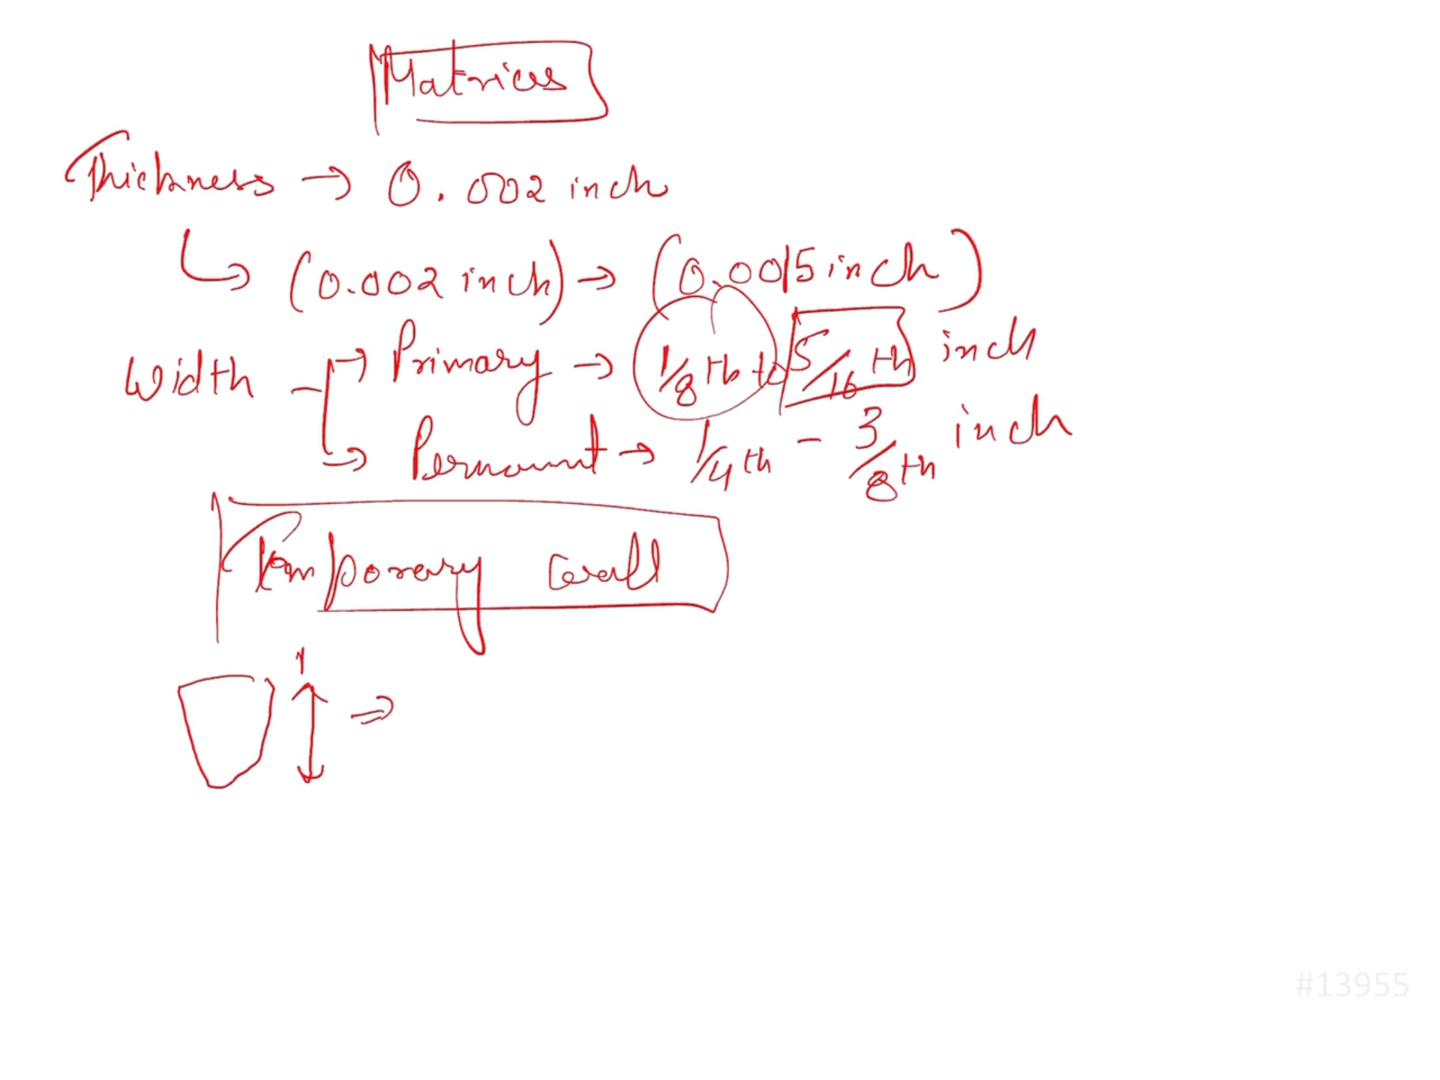 Matrices
Thickness → 0.002 inch
↳ (0.002 inch) → (0.0015 inch)
Width → Primary → 1/8th to 5/16th inch
→ Permanent → 1/4th - 3/8th inch
Temporary wall
⇒
#13955